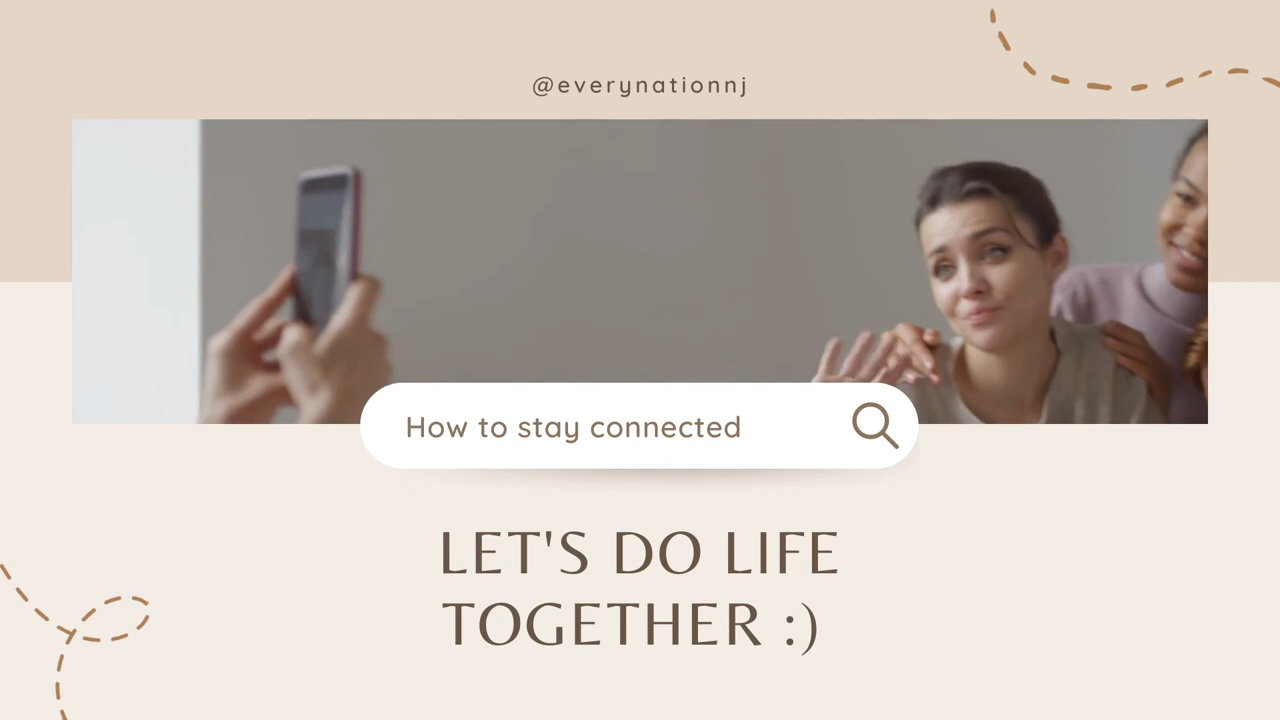 @everynationnj
How to stay connected
LET'S DO LIFE
TOGETHER :)